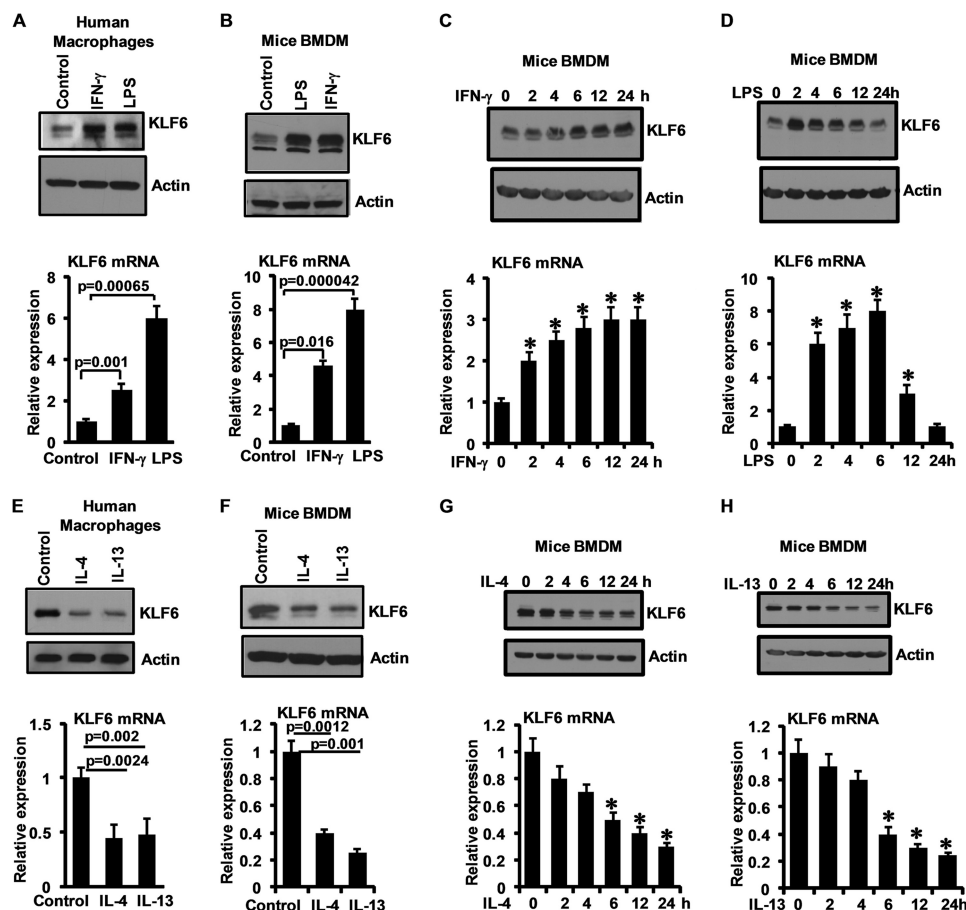 A
Human
Macrophages
Control
IFN-γ
LPS
KLF6
Actin
KLF6 mRNA
p=0.00065
p=0.001
Relative expression
8
6
4
2
0
Control IFN-γ LPS
B
Mice BMDM
Control
LPS
IFN-γ
KLF6
Actin
KLF6 mRNA
p=0.000042
p=0.016
Relative expression
10
8
6
4
2
0
Control IFN-γ LPS
C
Mice BMDM
IFN-γ 0 2 4 6 12 24 h
KLF6
Actin
KLF6 mRNA
Relative expression
4
3
2
1
0
* * * * *
IFN-γ 0 2 4 6 12 24 h
D
Mice BMDM
LPS 0 2 4 6 12 24h
KLF6
Actin
KLF6 mRNA
Relative expression
10
8
6
4
2
0
* * * *
LPS 0 2 4 6 12 24h
E
Human
Macrophages
Control
IL-4
IL-13
KLF6
Actin
KLF6 mRNA
p=0.002
p=0.0024
Relative expression
1.5
1
0.5
0
Control IL-4 IL-13
F
Mice BMDM
Control
IL-4
IL-13
KLF6
Actin
KLF6 mRNA
p=0.0012
p=0.001
Relative expression
1.2
1
0.8
0.6
0.4
0.2
0
Control IL-4 IL-13
G
Mice BMDM
IL-4 0 2 4 6 12 24 h
KLF6
Actin
KLF6 mRNA
Relative expression
1.2
1
0.8
0.6
0.4
0.2
0
* * *
IL-4 0 2 4 6 12 24 h
H
Mice BMDM
IL-13 0 2 4 6 12 24h
KLF6
Actin
KLF6 mRNA
Relative expression
1.2
1
0.8
0.6
0.4
0.2
0
* * *
IL-13 0 2 4 6 12 24h